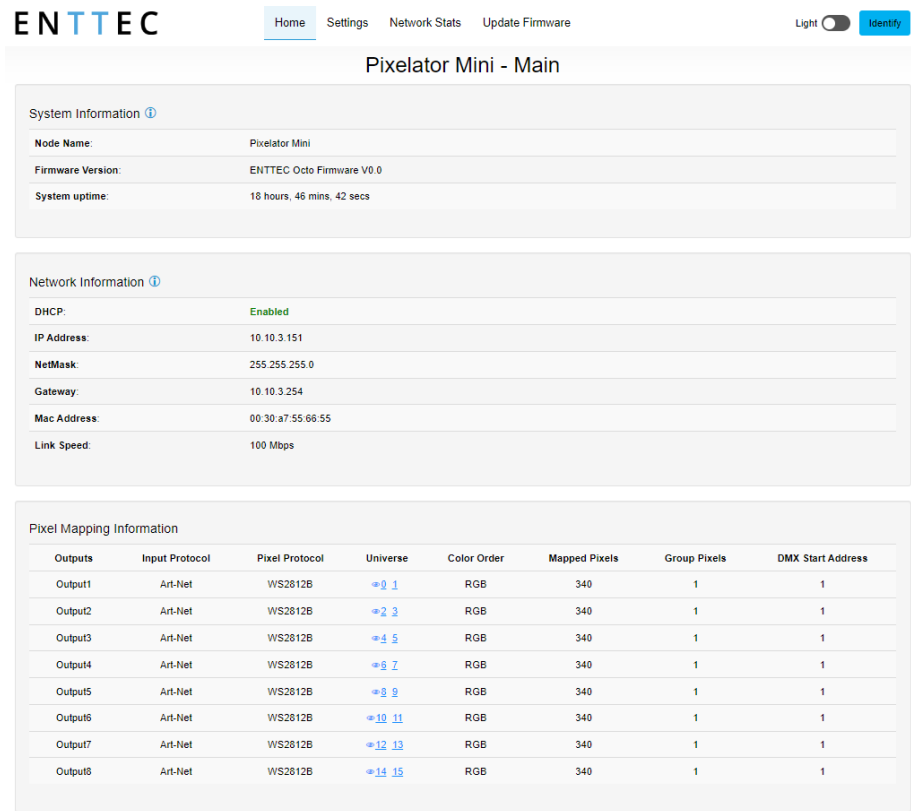 ENTTEC
Home Settings Network Stats Update Firmware Light Identify
Pixelator Mini - Main
System Information
Node Name: Pixelator Mini
Firmware Version: ENTTEC Octo Firmware V0.0
System uptime: 18 hours, 46 mins, 42 secs
Network Information
DHCP: Enabled
IP Address: 10.10.3.151
NetMask: 255.255.255.0
Gateway: 10.10.3.254
Mac Address: 00:30:a7:55:66:55
Link Speed: 100 Mbps
Pixel Mapping Information
Outputs Input Protocol Pixel Protocol Universe Color Order Mapped Pixels Group Pixels DMX Start Address
Output1 Art-Net WS2812B 0 1 RGB 340 1 1
Output2 Art-Net WS2812B 2 3 RGB 340 1 1
Output3 Art-Net WS2812B 4 5 RGB 340 1 1
Output4 Art-Net WS2812B 6 7 RGB 340 1 1
Output5 Art-Net WS2812B 8 9 RGB 340 1 1
Output6 Art-Net WS2812B 10 11 RGB 340 1 1
Output7 Art-Net WS2812B 12 13 RGB 340 1 1
Output8 Art-Net WS2812B 14 15 RGB 340 1 1